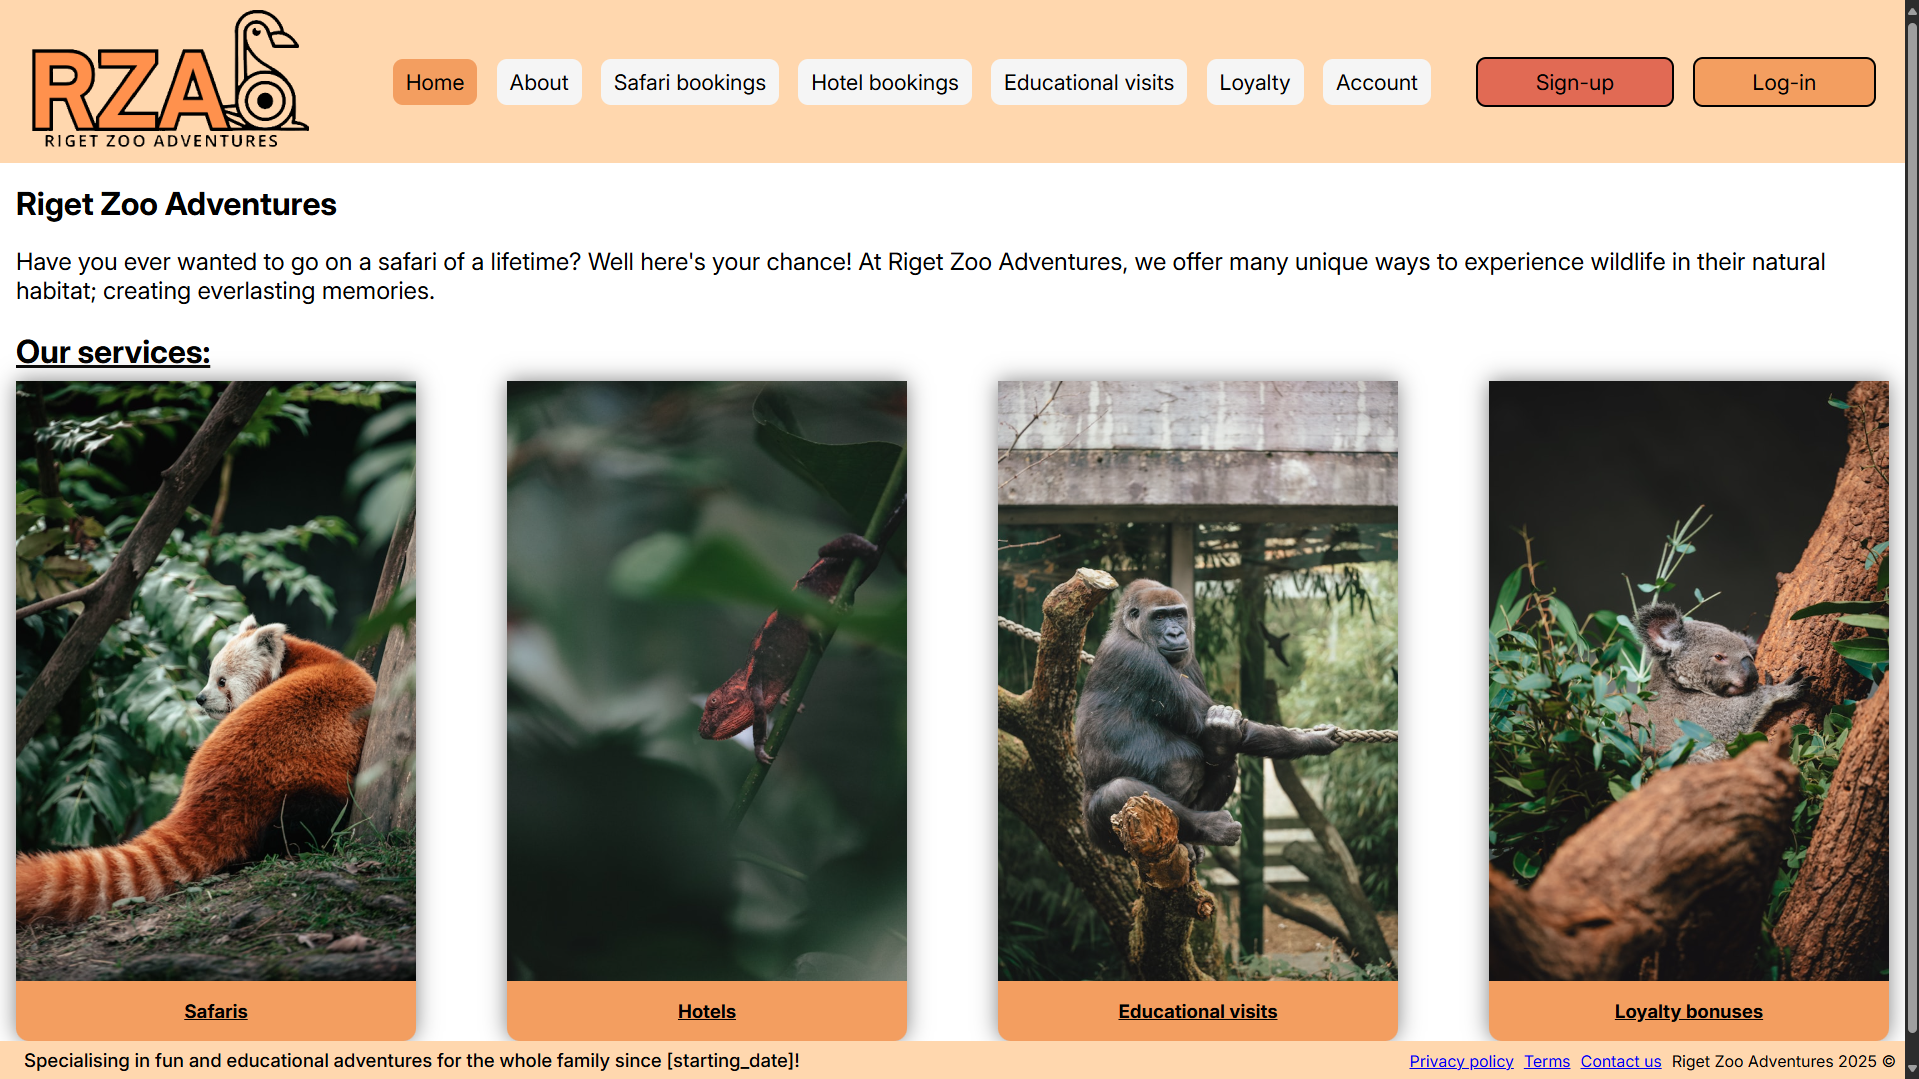 RZA
RIGET ZOO ADVENTURES
Home
About
Safari bookings
Hotel bookings
Educational visits
Loyalty
Account
Sign-up
Log-in
Riget Zoo Adventures
Have you ever wanted to go on a safari of a lifetime? Well here's your chance! At Riget Zoo Adventures, we offer many unique ways to experience wildlife in their natural
habitat; creating everlasting memories.
Our services:
Safaris
Hotels
Educational visits
Loyalty bonuses
Specialising in fun and educational adventures for the whole family since [starting_date]!
Privacy policy
Terms
Contact us
Riget Zoo Adventures 2025 ©